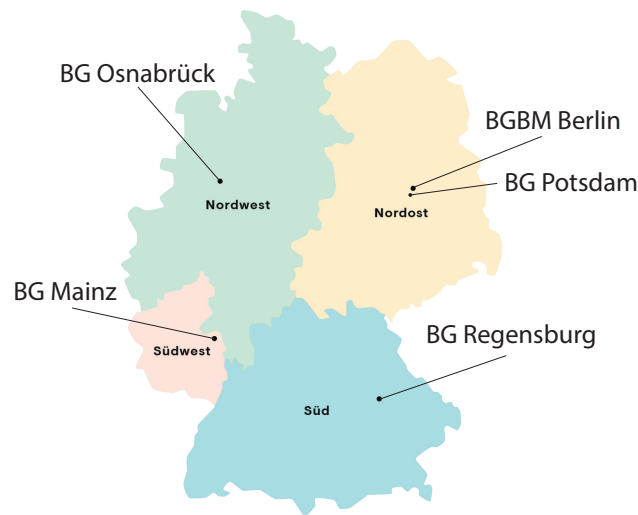 BG Osnabrück
BGBM Berlin
BG Potsdam
Nordwest
Nordost
BG Mainz
BG Regensburg
Südwest
Süd